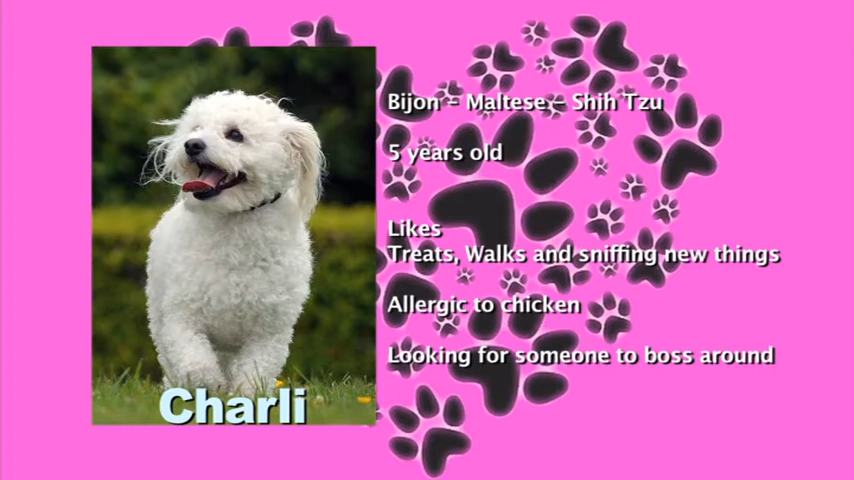 Bijon - Maltese - Shih Tzu
5 years old
Likes
Treats, Walks and sniffing new things
Allergic to chicken
Looking for someone to boss around
Charli